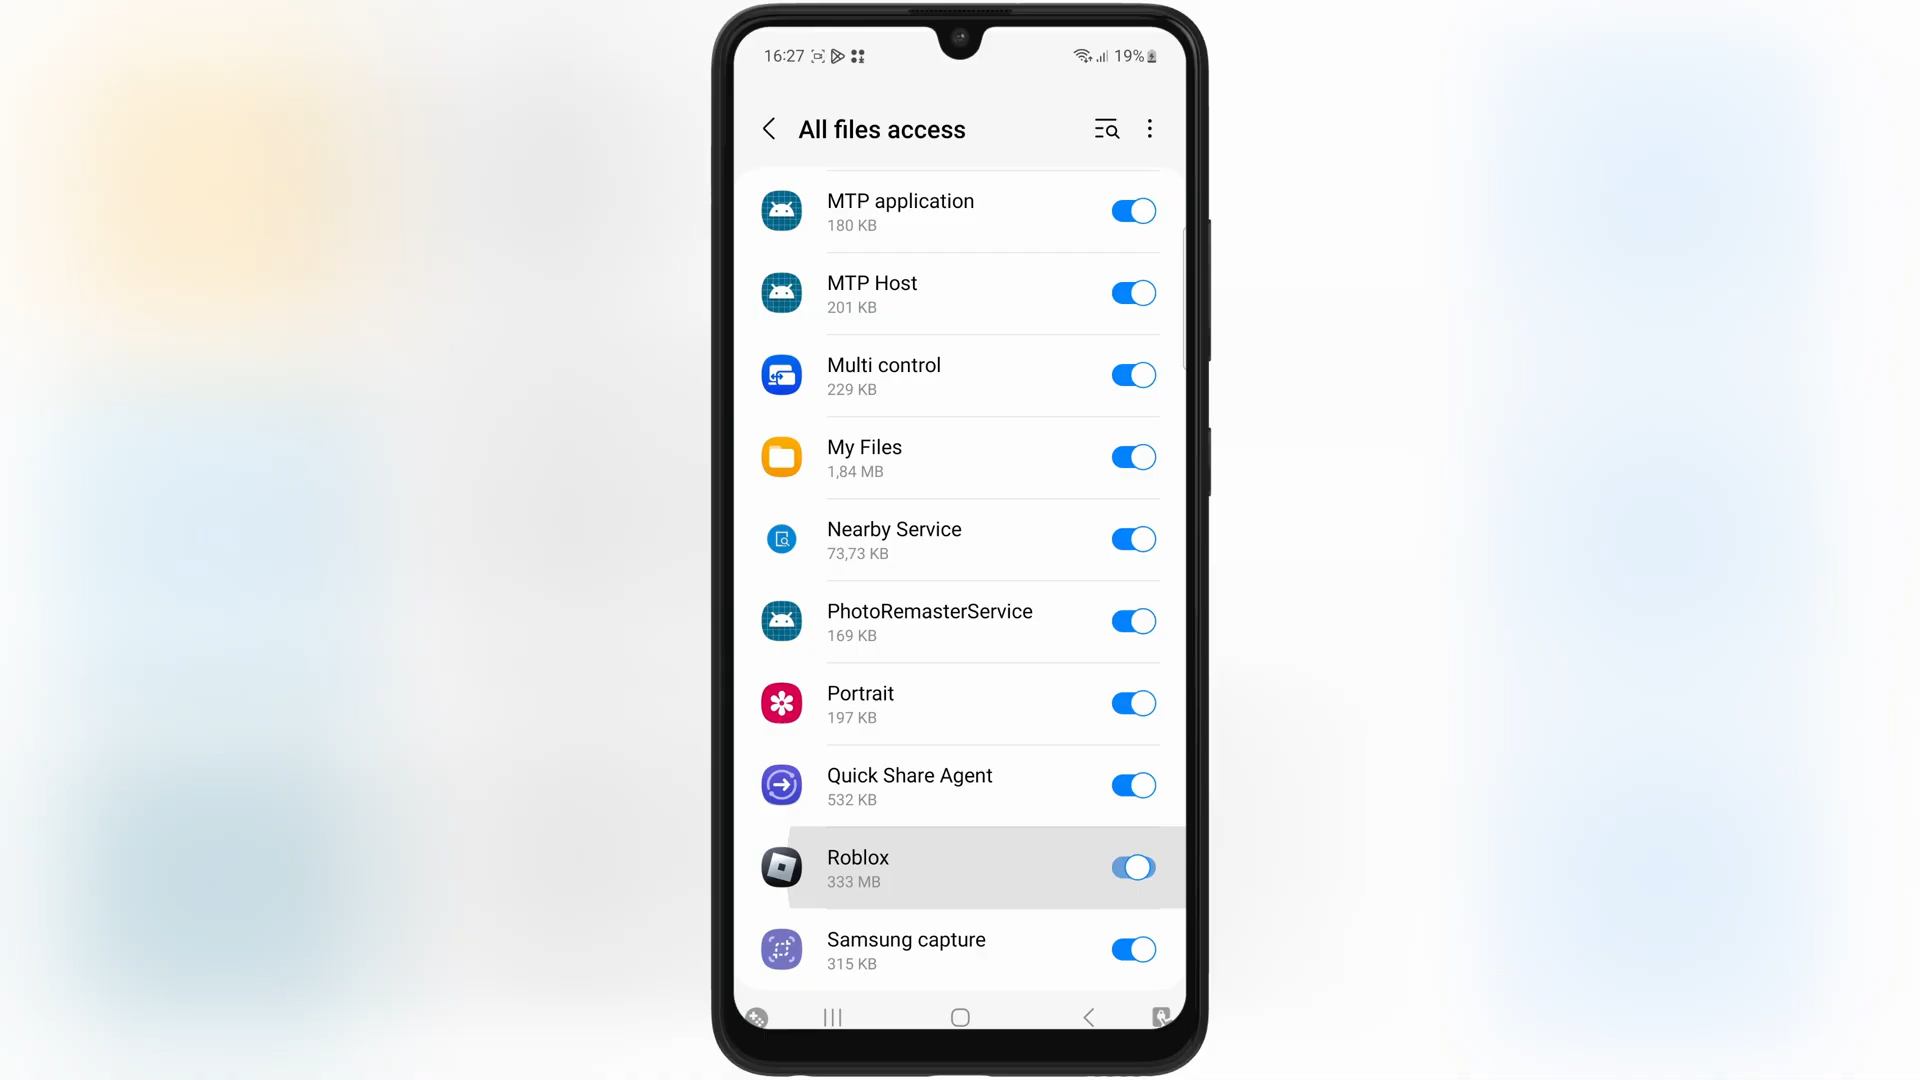 16:27
19%
All files access
MTP application
180 KB
MTP Host
201 KB
Multi control
229 KB
My Files
1,84 MB
Nearby Service
73,73 KB
PhotoRemasterService
169 KB
Portrait
197 KB
Quick Share Agent
532 KB
Roblox
333 MB
Samsung capture
315 KB